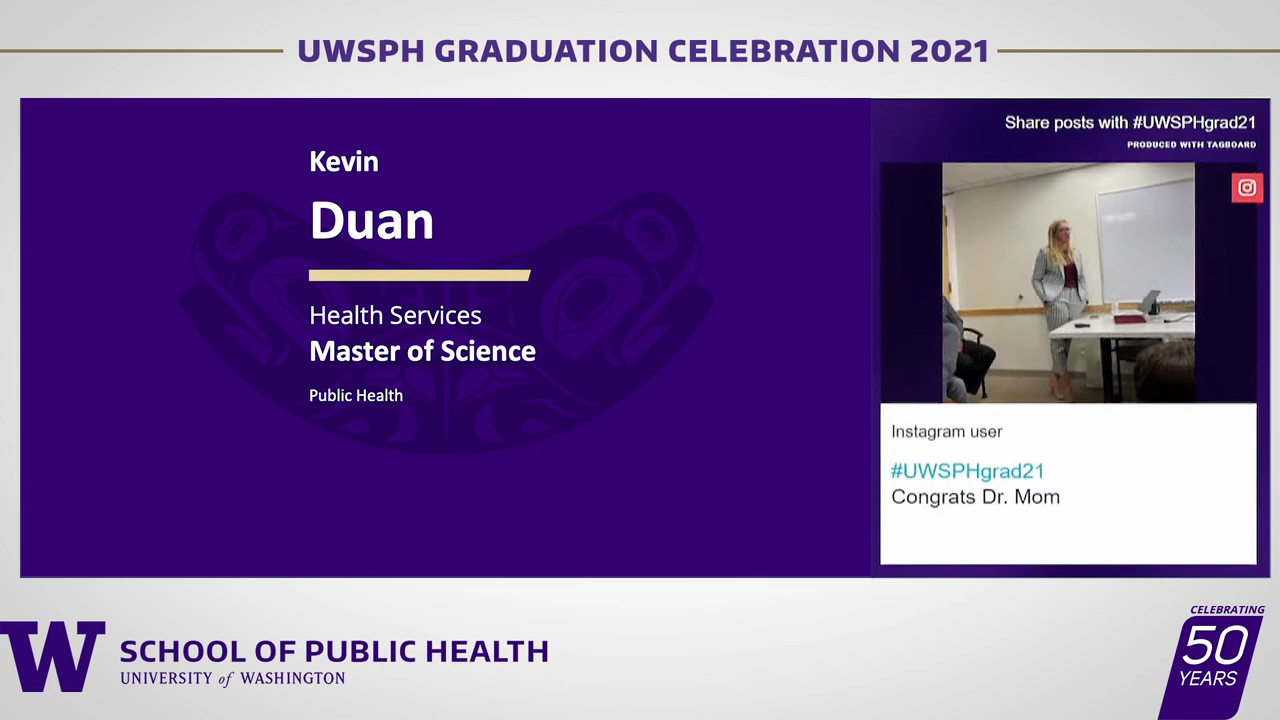 UWSPH GRADUATION CELEBRATION 2021
Kevin
Duan
Health Services
Master of Science
Public Health
Share posts with #UWSPHgrad21
PRODUCED WITH TAGBOARD
Instagram user
#UWSPHgrad21
Congrats Dr. Mom
W SCHOOL OF PUBLIC HEALTH
UNIVERSITY of WASHINGTON
CELEBRATING
50
YEARS